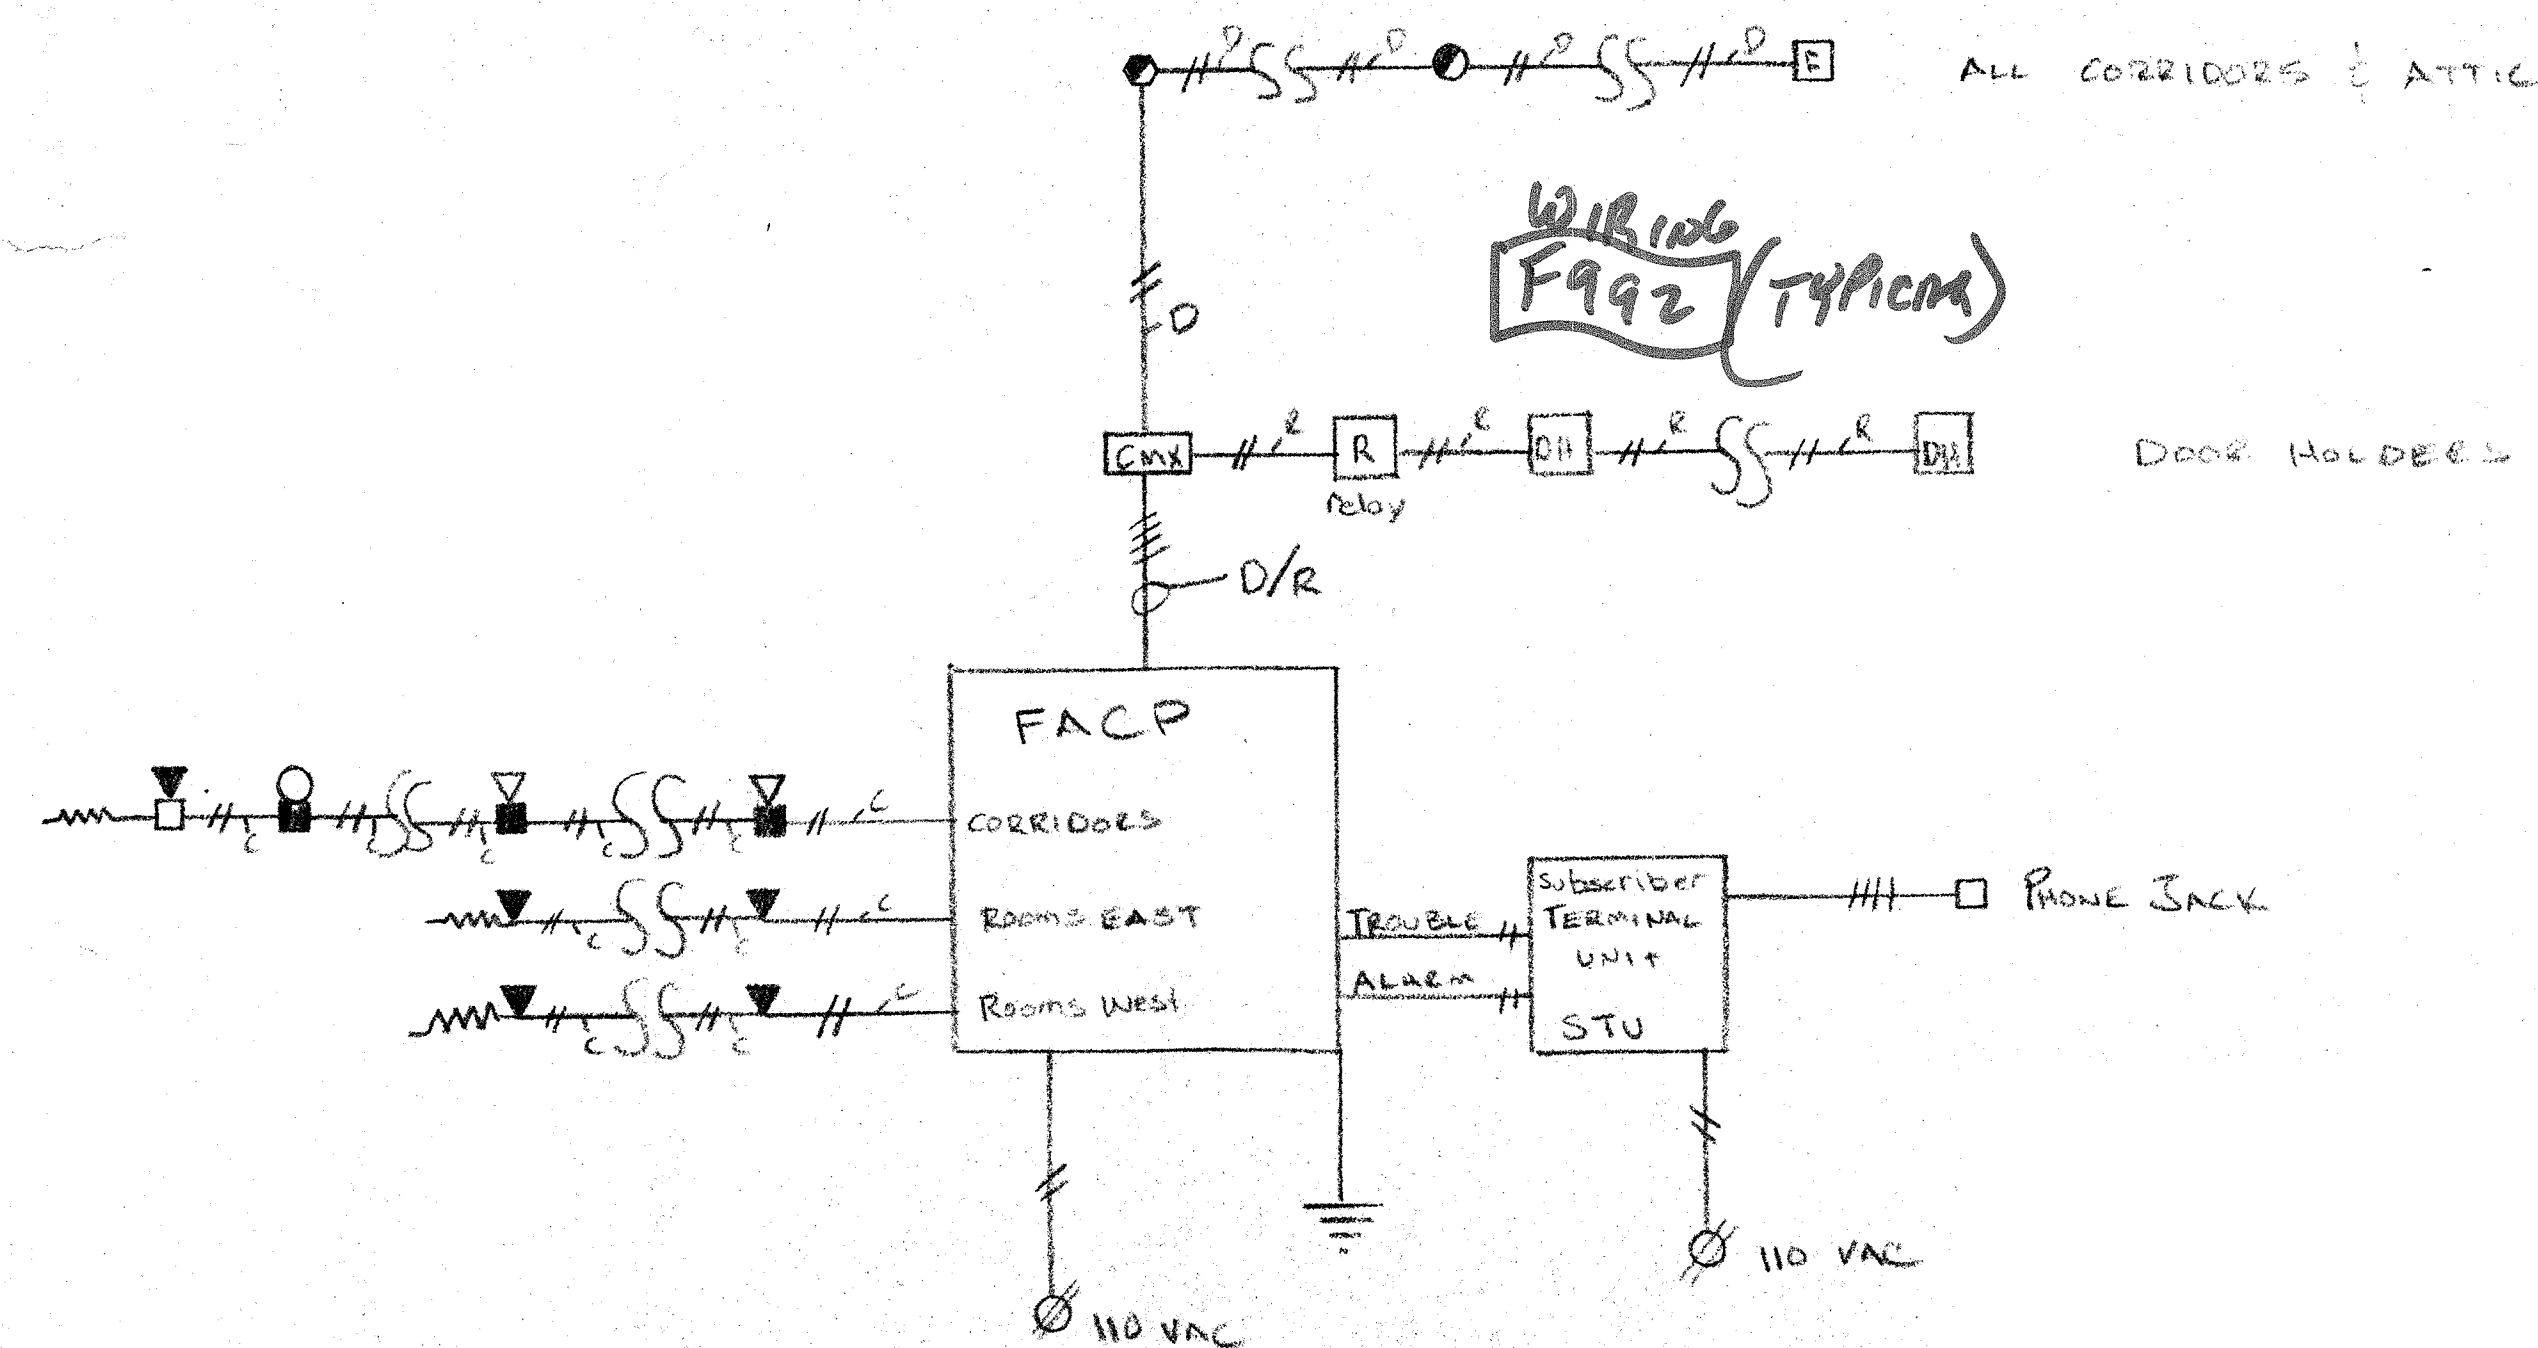 D D D D
E
ALL CORRIDORS & ATTIC
WIRING
F992 (TYPICAL)
D
CMX
R R R R
R
DH
DH
DOOR HOLDERS
relay
D/R
FACP
C C C C C C
CORRIDORS
C C C
ROOMS EAST
C C C
Rooms West
TROUBLE
ALARM
Subscriber
TERMINAL
UNIT
STU
PHONE JACK
110 VAC
110 VAC